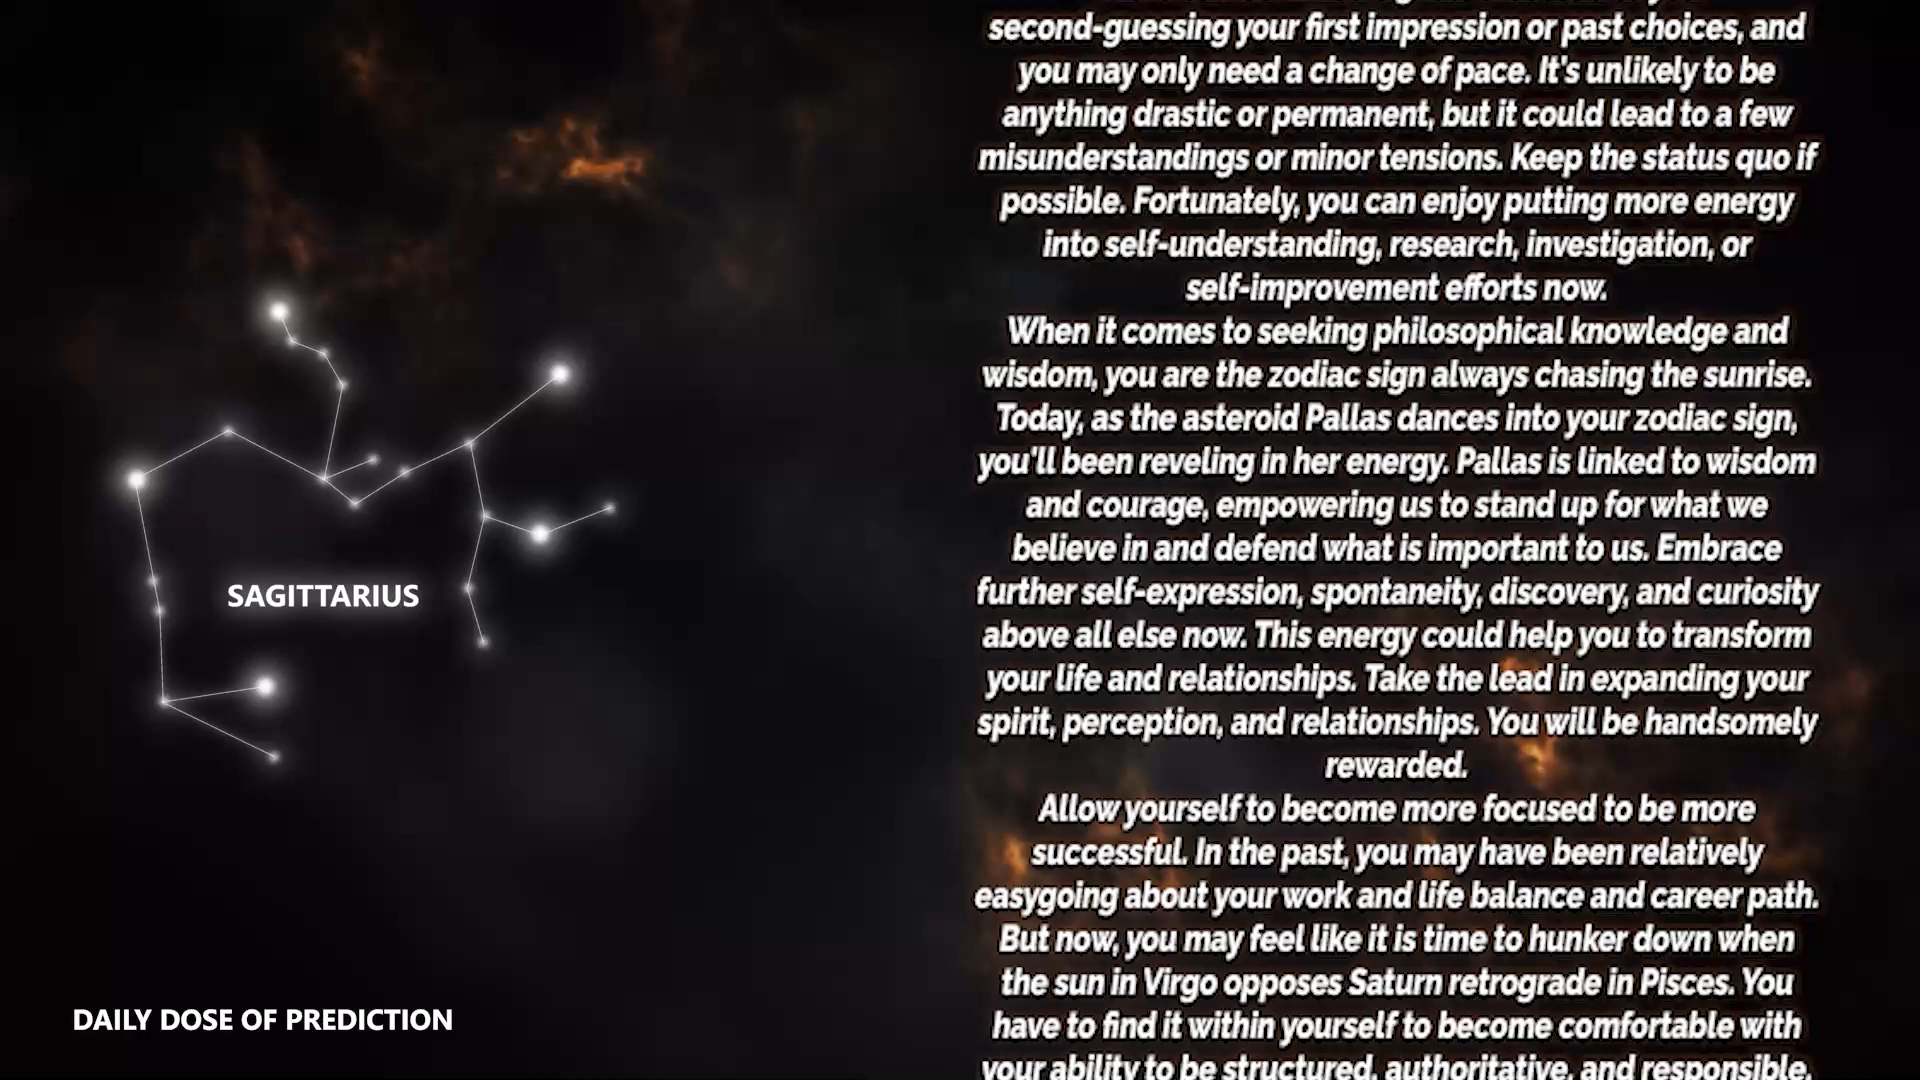 second-guessing your first impression or past choices, and
you may only need a change of pace. It's unlikely to be
anything drastic or permanent, but it could lead to a few
misunderstandings or minor tensions. Keep the status quo if
possible. Fortunately, you can enjoy putting more energy
into self-understanding, research, investigation, or
self-improvement efforts now.
When it comes to seeking philosophical knowledge and
wisdom, you are the zodiac sign always chasing the sunrise.
Today, as the asteroid Pallas dances into your zodiac sign,
you'll been reveling in her energy. Pallas is linked to wisdom
and courage, empowering us to stand up for what we
believe in and defend what is important to us. Embrace
further self-expression, spontaneity, discovery, and curiosity
above all else now. This energy could help you to transform
your life and relationships. Take the lead in expanding your
spirit, perception, and relationships. You will be handsomely
rewarded.
Allow yourself to become more focused to be more
successful. In the past, you may have been relatively
easygoing about your work and life balance and career path.
But now, you may feel like it is time to hunker down when
the sun in Virgo opposes Saturn retrograde in Pisces. You
have to find it within yourself to become comfortable with
your ability to be structured, authoritative, and responsible.
SAGITTARIUS
DAILY DOSE OF PREDICTION